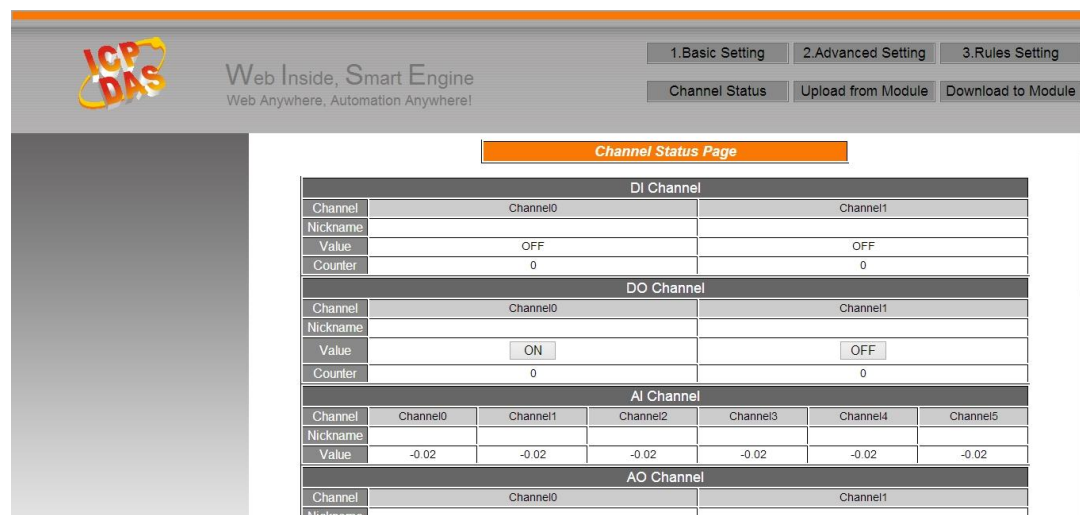 ICP
DAS
Web Inside, Smart Engine
Web Anywhere, Automation Anywhere!
1.Basic Setting 2.Advanced Setting 3.Rules Setting
Channel Status Upload from Module Download to Module
Channel Status Page
DI Channel
Channel Channel0 Channel1
Nickname
Value OFF OFF
Counter 0 0
DO Channel
Channel Channel0 Channel1
Nickname
Value ON OFF
Counter 0 0
AI Channel
Channel Channel0 Channel1 Channel2 Channel3 Channel4 Channel5
Nickname
Value -0.02 -0.02 -0.02 -0.02 -0.02 -0.02
AO Channel
Channel Channel0 Channel1
Nickname